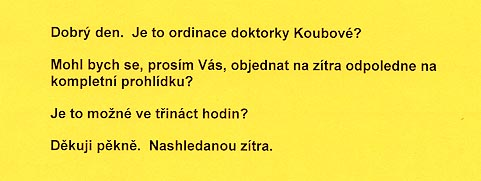 Dobrý den. Je to ordinace doktorky Koubové?
Mohl bych se, prosím Vás, objednat na zítra odpoledne na
kompletní prohlídku?
Je to možné ve třináct hodin?
Děkuji pěkně. Nashledanou zítra.